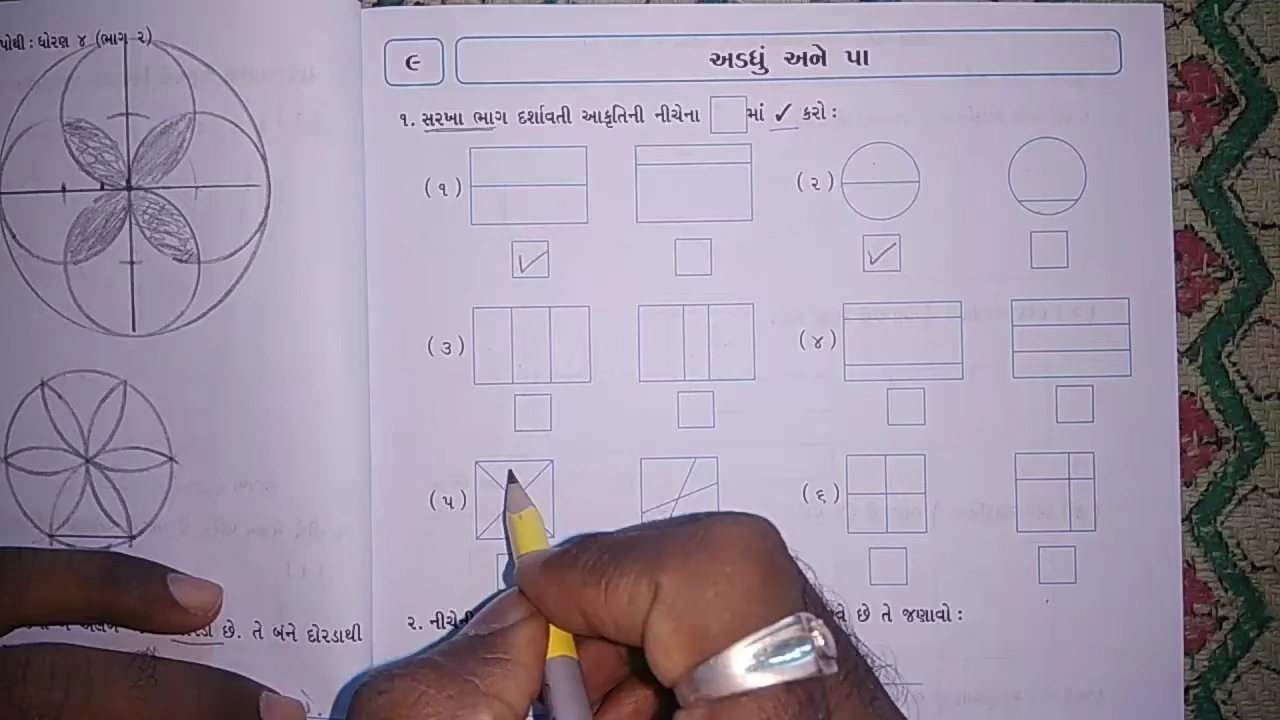 પોથી : ધોરણ ૪ (ભાગ ૨)
છે. તે બંને દોરડાથી
૯
અડધું અને પા
૧. સરખા ભાગ દર્શાવતી આકૃતિની નીચેના માં ✓ કરો :
(૧)
(૨)
(૩)
(૪)
(૫)
(૬)
૨. છે તે જણાવો :